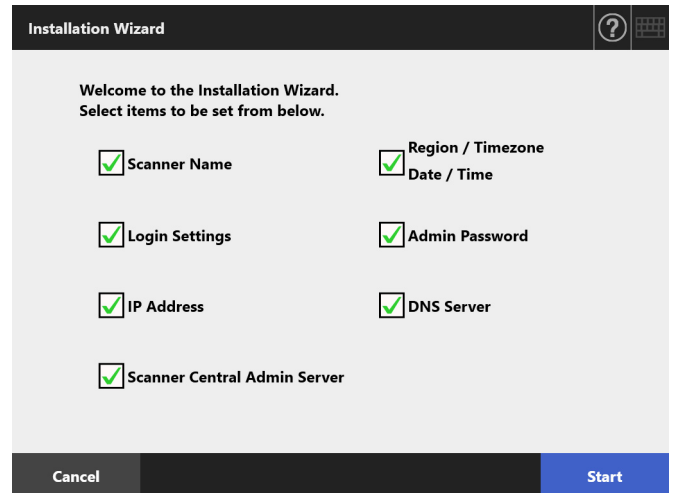 Installation Wizard
?
Welcome to the Installation Wizard.
Select items to be set from below.
Scanner Name
Region / Timezone
Date / Time
Login Settings
Admin Password
IP Address
DNS Server
Scanner Central Admin Server
Cancel
Start